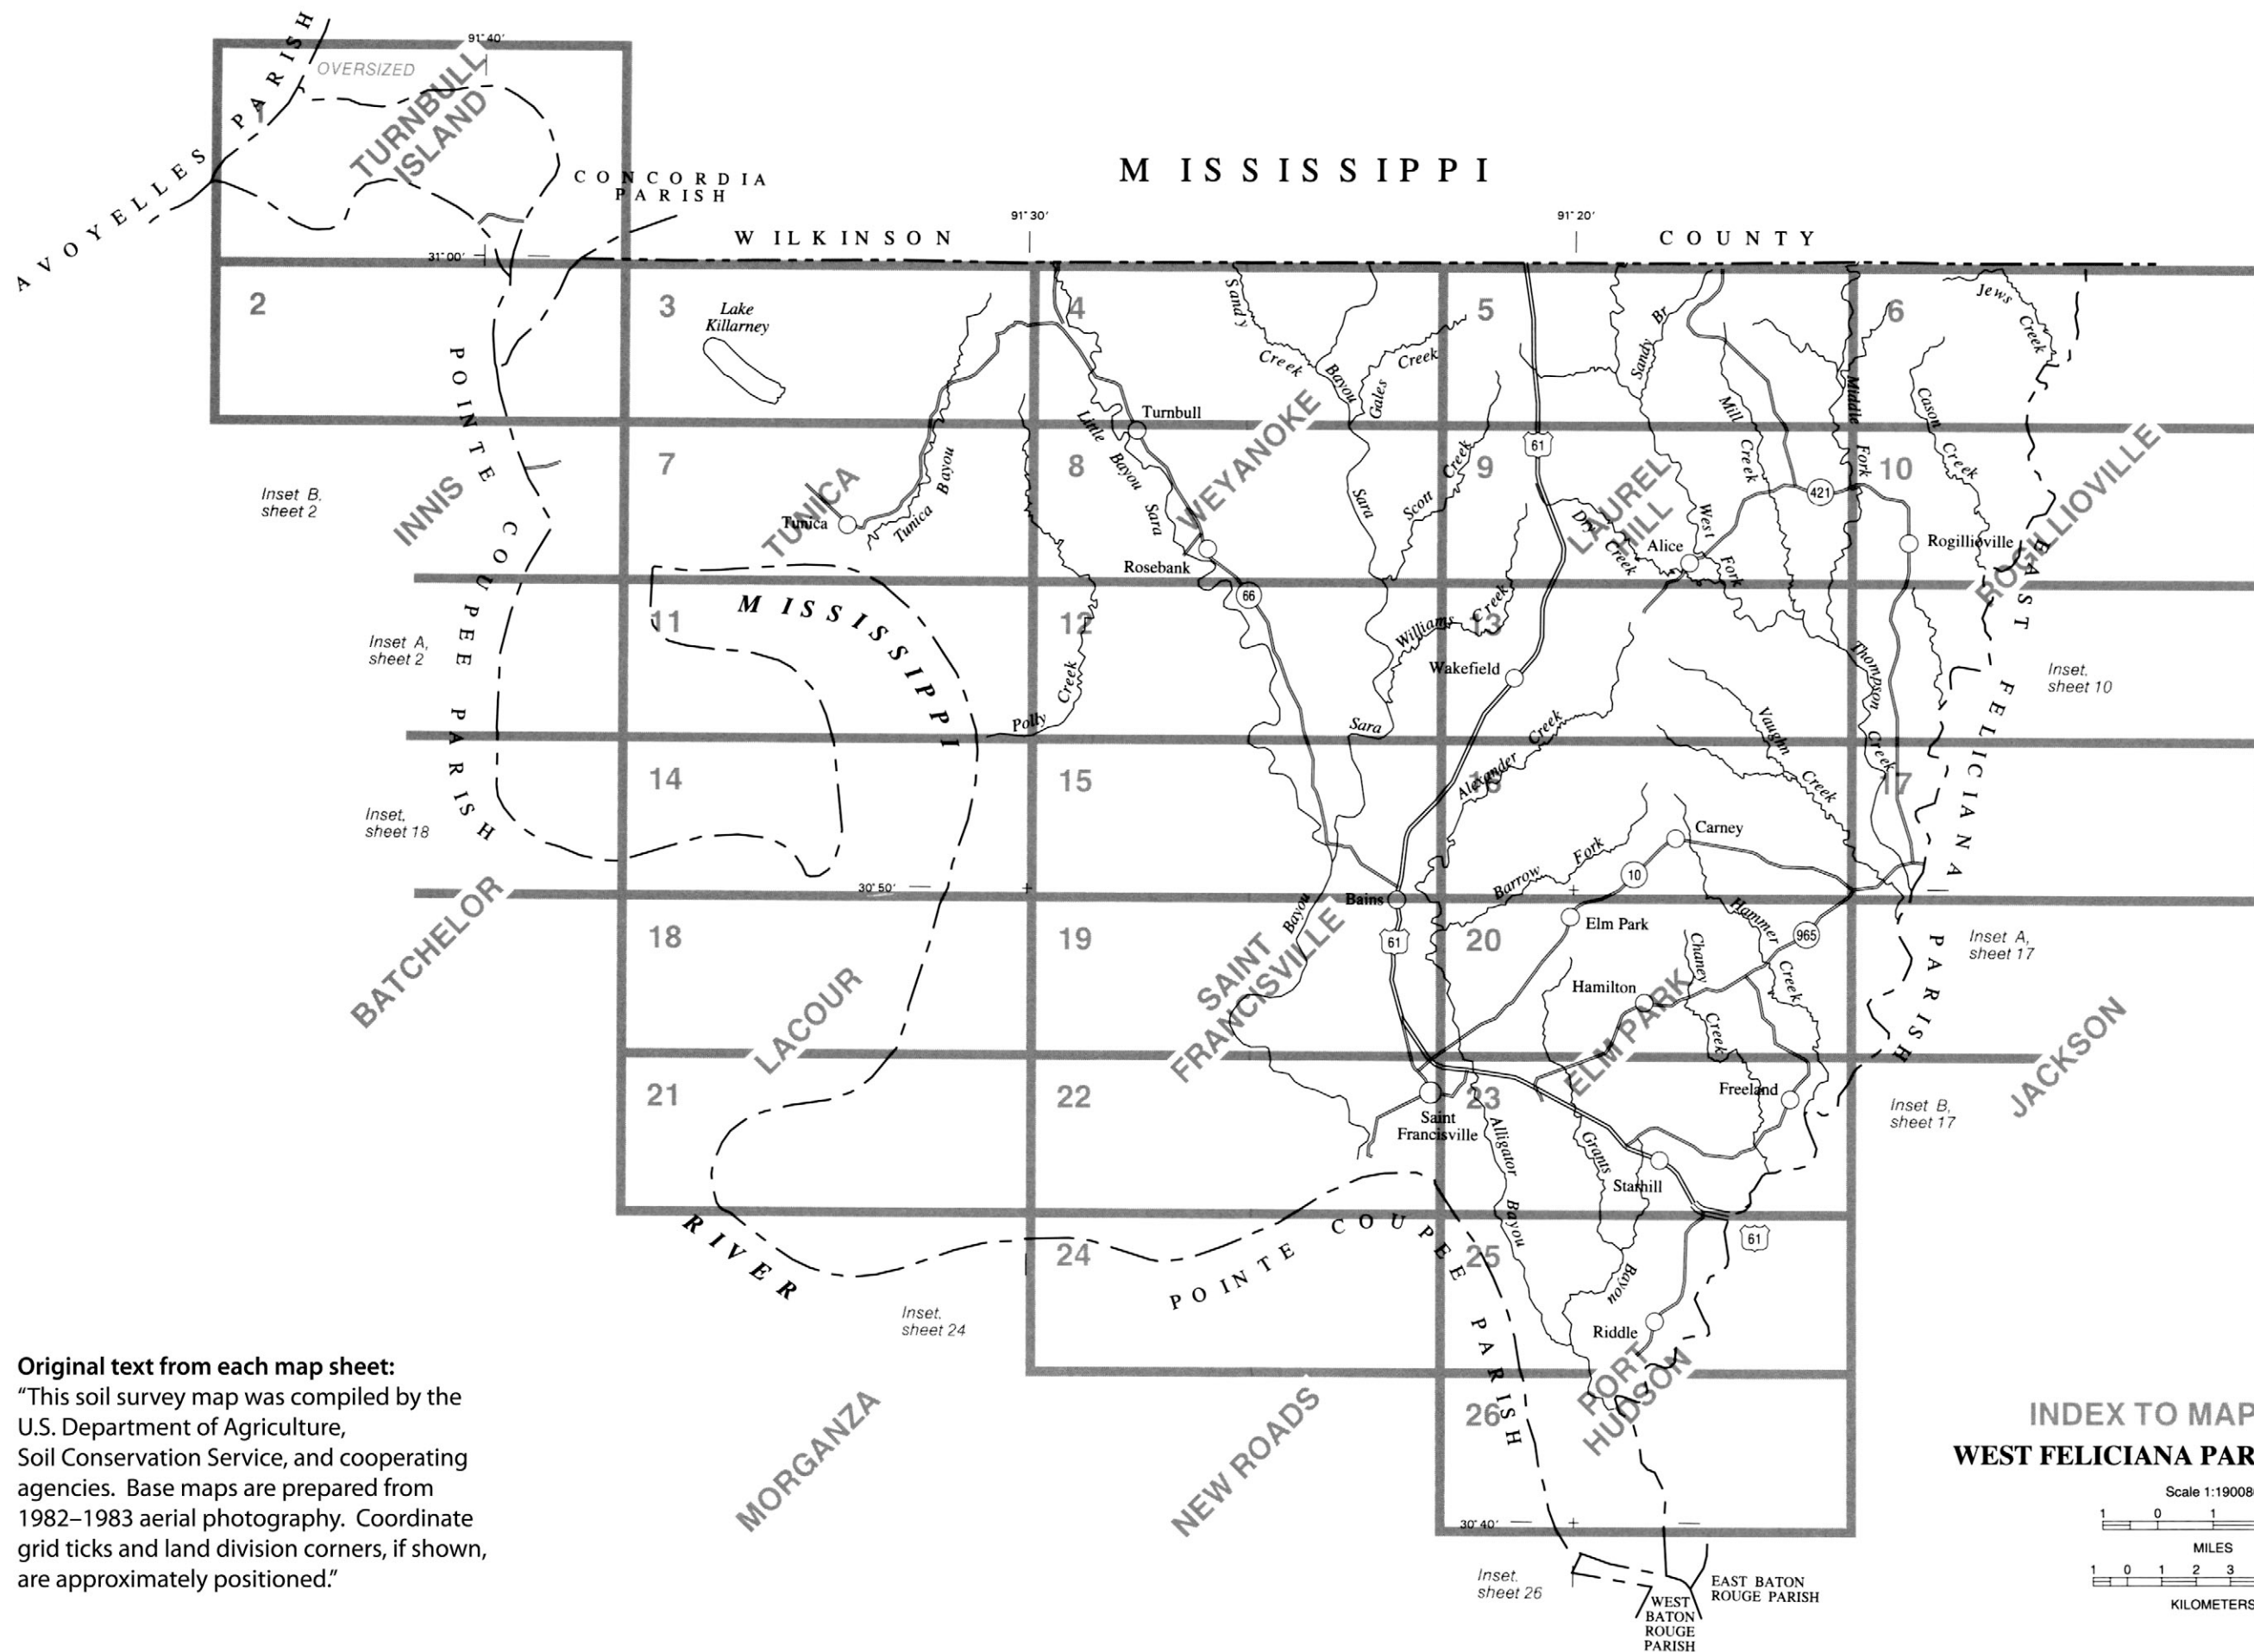 AVOYELLES PARISH
91°40'
OVERSIZED
1
TURNBULL
ISLAND
CONCORDIA
PARISH
MISSISSIPPI
91°30'
91°20'
WILKINSON
COUNTY
31°00'
2
3
Lake
Killarney
4
Sandy
Creek
Bayou
Gales
Creek
5
Sandy Br
Mill
Creek
Middle
Fork
6
Jews
Creek
Cason
Creek
POINTE COUPEE PARISH
Turnbull
Little
Bayou
Sara
WEYANOKE
61
7
8
9
10
Inset B,
sheet 2
INNIS
TUNICA
Tunica
Tunica
Bayou
Sara
Scott
Creek
LAUREL
HILL
Dry
Creek
West
Fork
Alice
421
Rogillioville
ROGILLIOVILLE
EAST FELICIANA PARISH
Rosebank
66
11
MISSISSIPPI
12
Williams
Creek
13
Inset A,
sheet 2
Wakefield
Thompson
Creek
Inset,
sheet 10
Polly
Creek
Sara
Alexander
Creek
Vaughn
Creek
14
15
16
17
Inset,
sheet 18
Carney
Barrow
Fork
10
30°50'
BATCHELOR
Bains
Bayou
Elm Park
Hammer
Creek
965
61
18
19
20
Inset A,
sheet 17
LACOUR
SAINT
FRANCISVILLE
Chaney
Creek
Hamilton
ELM PARK
JACKSON
21
22
23
Freeland
Inset B,
sheet 17
Saint
Francisville
Alligator
Bayou
Grants
Bayou
Starhill
RIVER
61
24
25
POINTE COUPEE PARISH
Inset,
sheet 24
Riddle
PORT
HUDSON
26
MORGANZA
NEW ROADS
30°40'
Inset,
sheet 26
WEST
BATON
ROUGE
PARISH
EAST BATON
ROUGE PARISH
Original text from each map sheet:
“This soil survey map was compiled by the
U.S. Department of Agriculture,
Soil Conservation Service, and cooperating
agencies. Base maps are prepared from
1982–1983 aerial photography. Coordinate
grid ticks and land division corners, if shown,
are approximately positioned.”
INDEX TO MAP
WEST FELICIANA PAR
Scale 1:19008
1 0 1
MILES
1 0 1 2 3
KILOMETERS